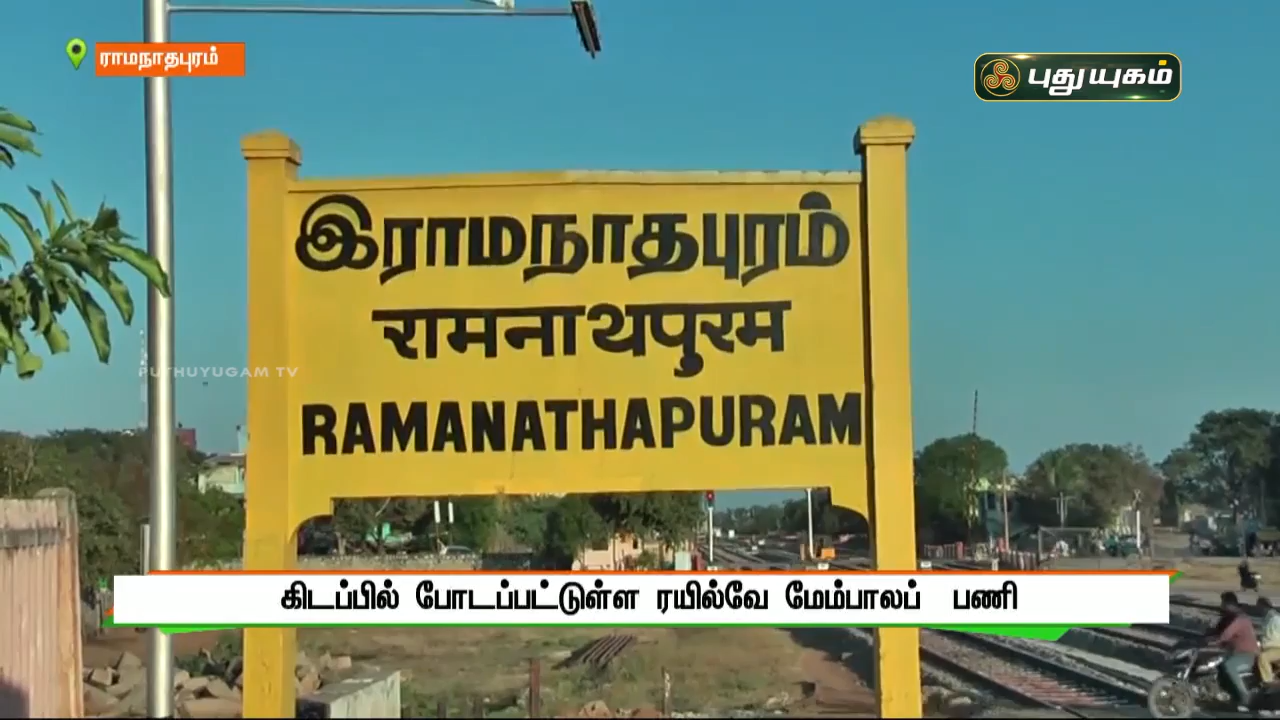 ராமநாதபுரம்
புதுயுகம்
இராமநாதபுரம்
रामनाथपुरम
PUTHUYUGAM TV
RAMANATHAPURAM
கிடப்பில் போடப்பட்டுள்ள ரயில்வே மேம்பாலப் பணி